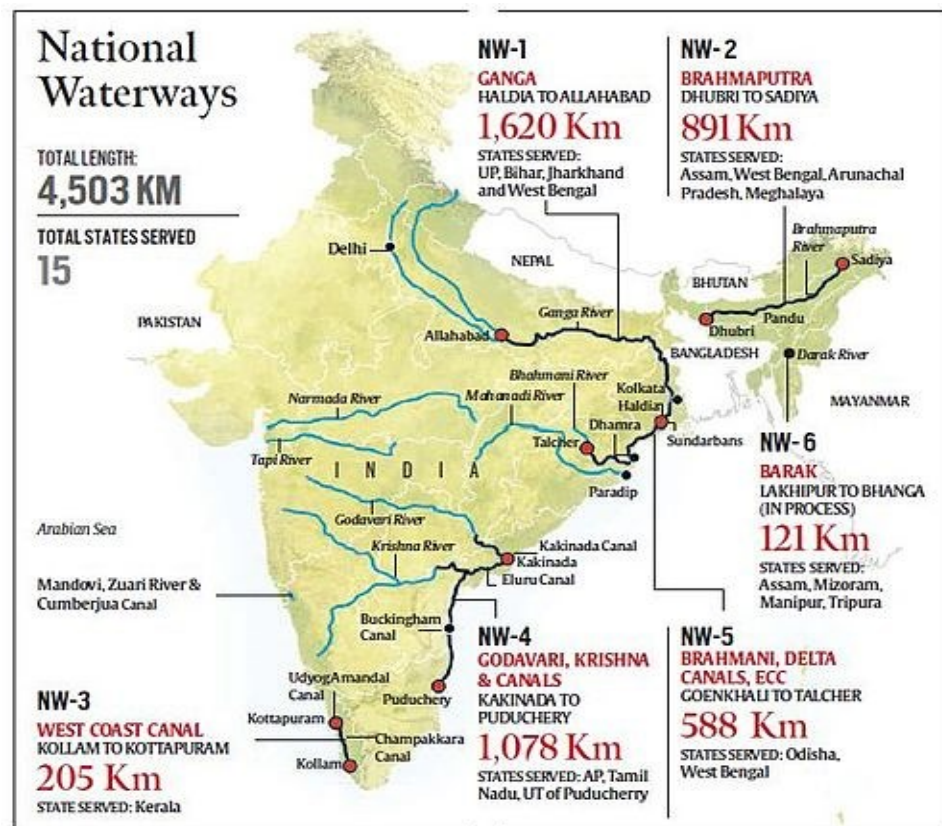 National
Waterways
TOTAL LENGTH:
4,503 KM
TOTAL STATES SERVED
15
NW-1
GANGA
HALDIA TO ALLAHABAD
1,620 Km
STATES SERVED:
UP, Bihar, Jharkhand
and West Bengal
NW-2
BRAHMAPUTRA
DHUBRI TO SADIYA
891 Km
STATES SERVED:
Assam, West Bengal, Arunachal
Pradesh, Meghalaya
Brahmaputra
River
Sadiya
Delhi
NEPAL
BHUTAN
PAKISTAN
Allahabad
Ganga River
Dhubri
Pandu
BANGLADESH
Darak River
Bhahmani River
Narmada River
Mahanadi River
Kolkata
Haldia
MAYANMAR
Dhamra
Talcher
Sundarbans
Tapi River
INDIA
Paradip
NW-6
BARAK
LAKHIPUR TO BHANGA
(IN PROCESS)
121 Km
STATES SERVED:
Assam, Mizoram,
Manipur, Tripura
Arabian Sea
Godavari River
Krishna River
Kakinada Canal
Kakinada
Eluru Canal
Mandovi, Zuari River &
Cumberjua Canal
Buckingham
Canal
NW-4
GODAVARI, KRISHNA
& CANALS
KAKINADA TO
PUDUCHERY
1,078 Km
STATES SERVED: AP, Tamil
Nadu, UT of Puducherry
NW-5
BRAHMANI, DELTA
CANALS, ECC
GOENKHALI TO TALCHER
588 Km
STATES SERVED: Odisha,
West Bengal
UdyogAmandal
Canal
Puduchery
NW-3
WEST COAST CANAL
KOLLAM TO KOTTAPURAM
205 Km
STATE SERVED: Kerala
Kottapuram
Champakkara
Canal
Kollam